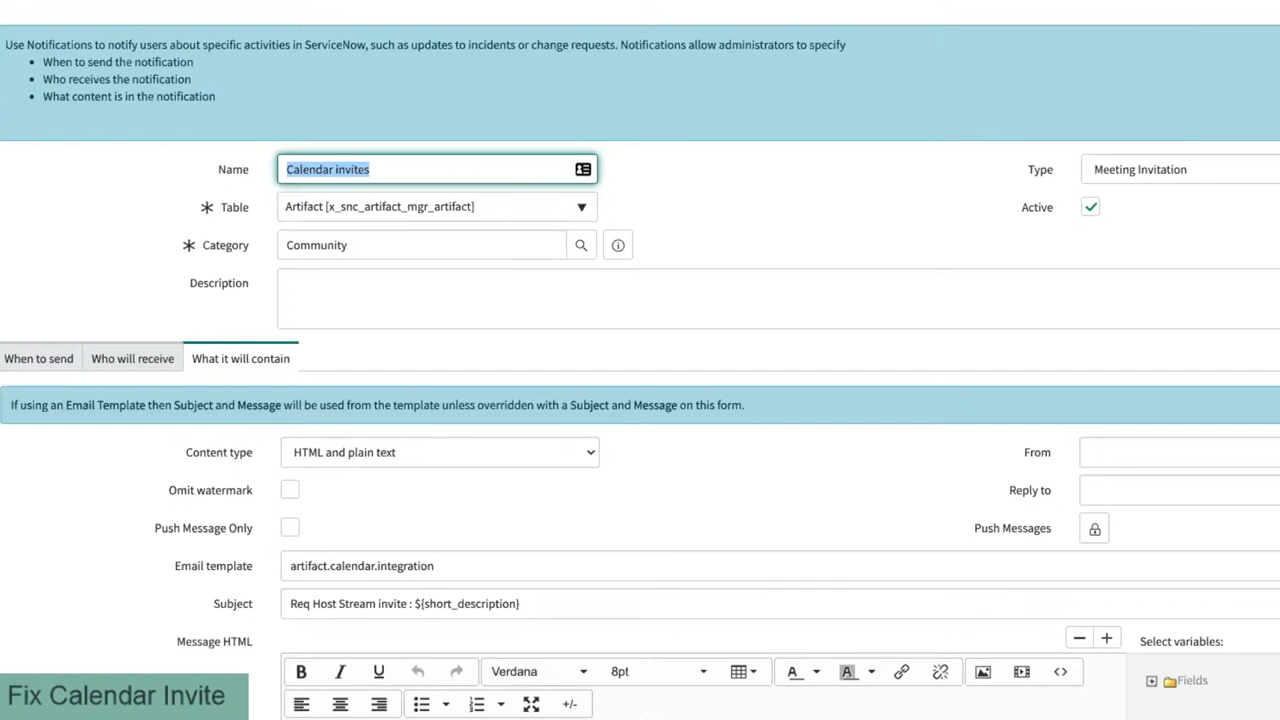 Use Notifications to notify users about specific activities in ServiceNow, such as updates to incidents or change requests. Notifications allow administrators to specify
• When to send the notification
• Who receives the notification
• What content is in the notification
Name Calendar invites Type Meeting Invitation
Table Artifact [x_snc_artifact_mgr_artifact] Active
Category Community
Description
When to send Who will receive What it will contain
If using an Email Template then Subject and Message will be used from the template unless overridden with a Subject and Message on this form.
Content type HTML and plain text From
Omit watermark Reply to
Push Message Only Push Messages
Email template artifact.calendar.integration
Subject Req Host Stream invite : ${short_description}
Message HTML Select variables:
B I U Verdana 8pt A A <> Fields
+/-
Fix Calendar Invite